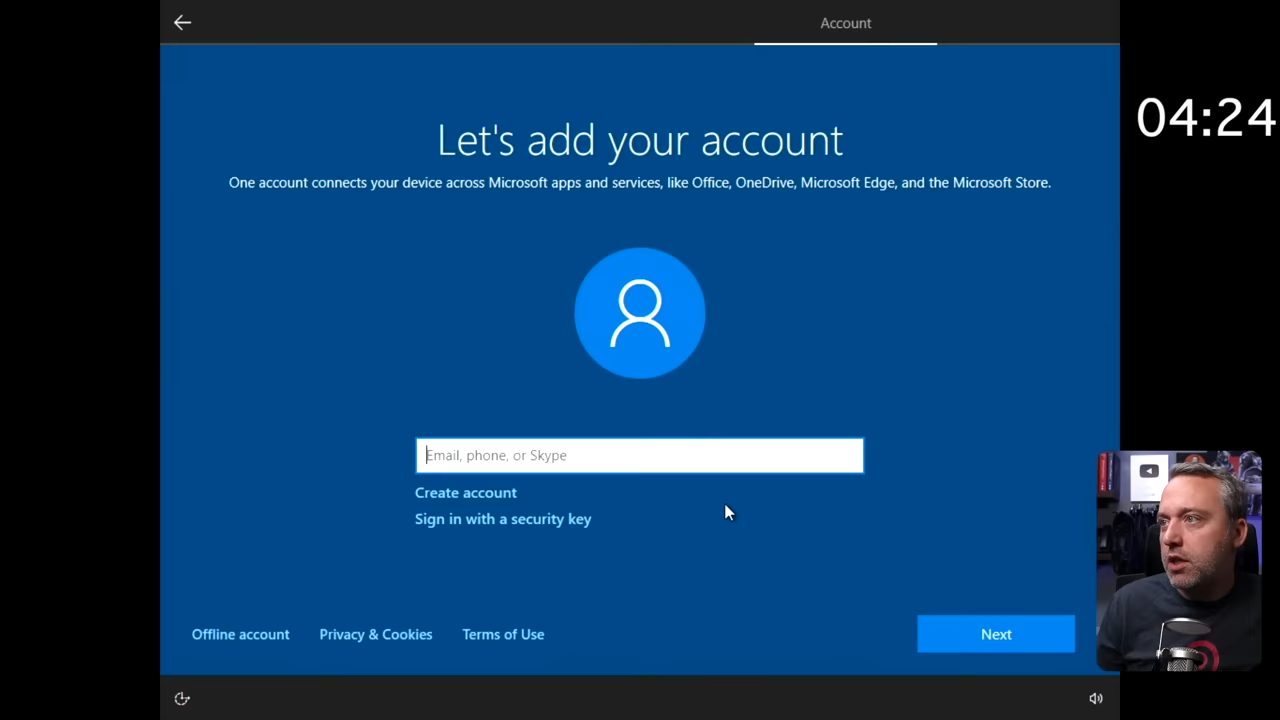 Account
04:24
Let's add your account
One account connects your device across Microsoft apps and services, like Office, OneDrive, Microsoft Edge, and the Microsoft Store.
Email, phone, or Skype
Create account
Sign in with a security key
Offline account
Privacy & Cookies
Terms of Use
Next